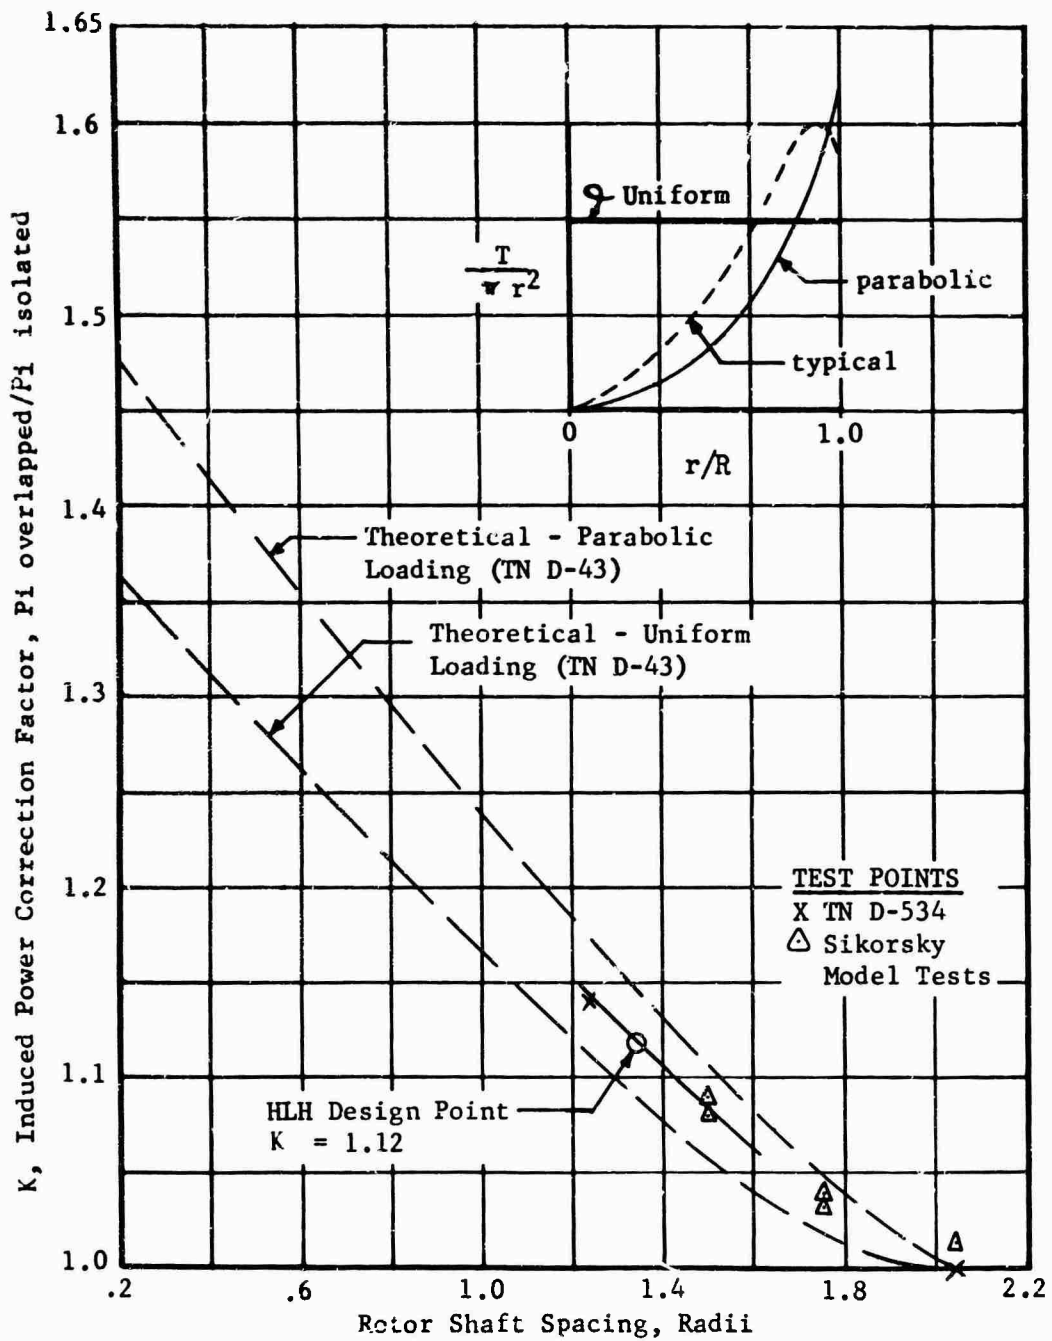 1.65
1.6
1.5
1.4
1.3
1.2
1.1
1.0
K, Induced Power Correction Factor, Pi overlapped/Pi isolated
Uniform
T
π r2
parabolic
typical
0
1.0
r/R
Theoretical - Parabolic
Loading (TN D-43)
Theoretical - Uniform
Loading (TN D-43)
TEST POINTS
X TN D-534
Sikorsky
Model Tests
HLH Design Point
K = 1.12
.2
.6
1.0
1.4
1.8
2.2
Rotor Shaft Spacing, Radii